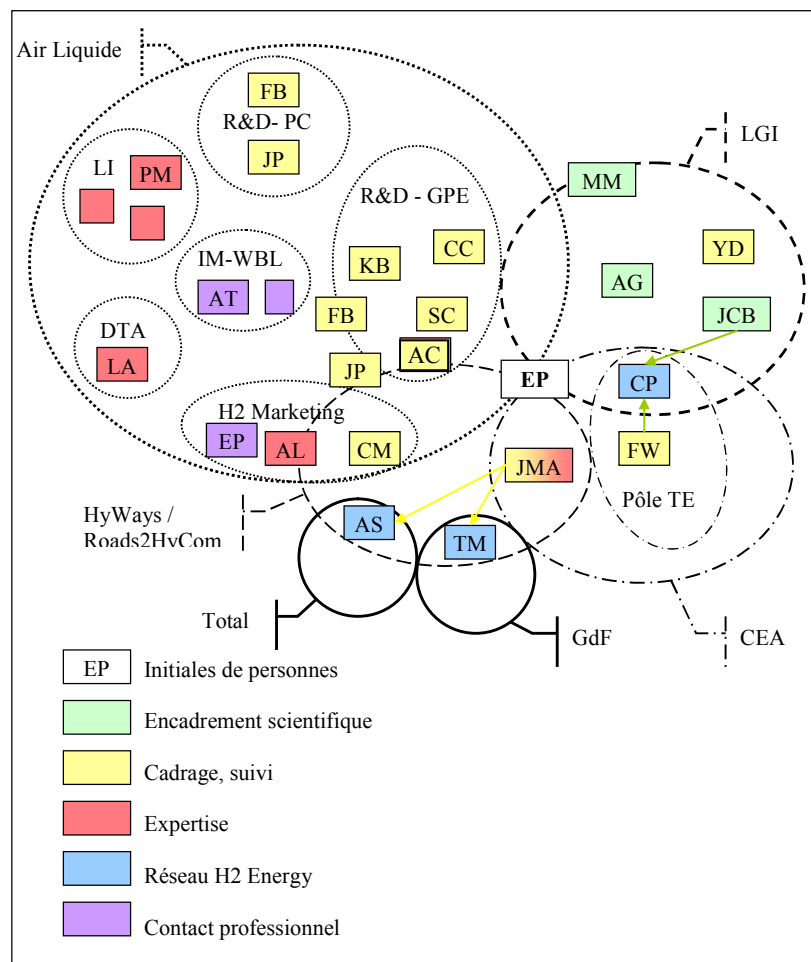 Air Liquide
FB
R&D- PC
JP
LGI
LI
PM
MM
R&D - GPE
CC
YD
KB
IM-WBL
AG
AT
FB
SC
JCB
DTA
LA
AC
JP
EP
CP
H2 Marketing
EP
AL
CM
JMA
FW
Pôle TE
HyWays /
Roads2HyCom
AS
TM
Total
GdF
CEA
EP
Initiales de personnes
Encadrement scientifique
Cadrage, suivi
Expertise
Réseau H2 Energy
Contact professionnel